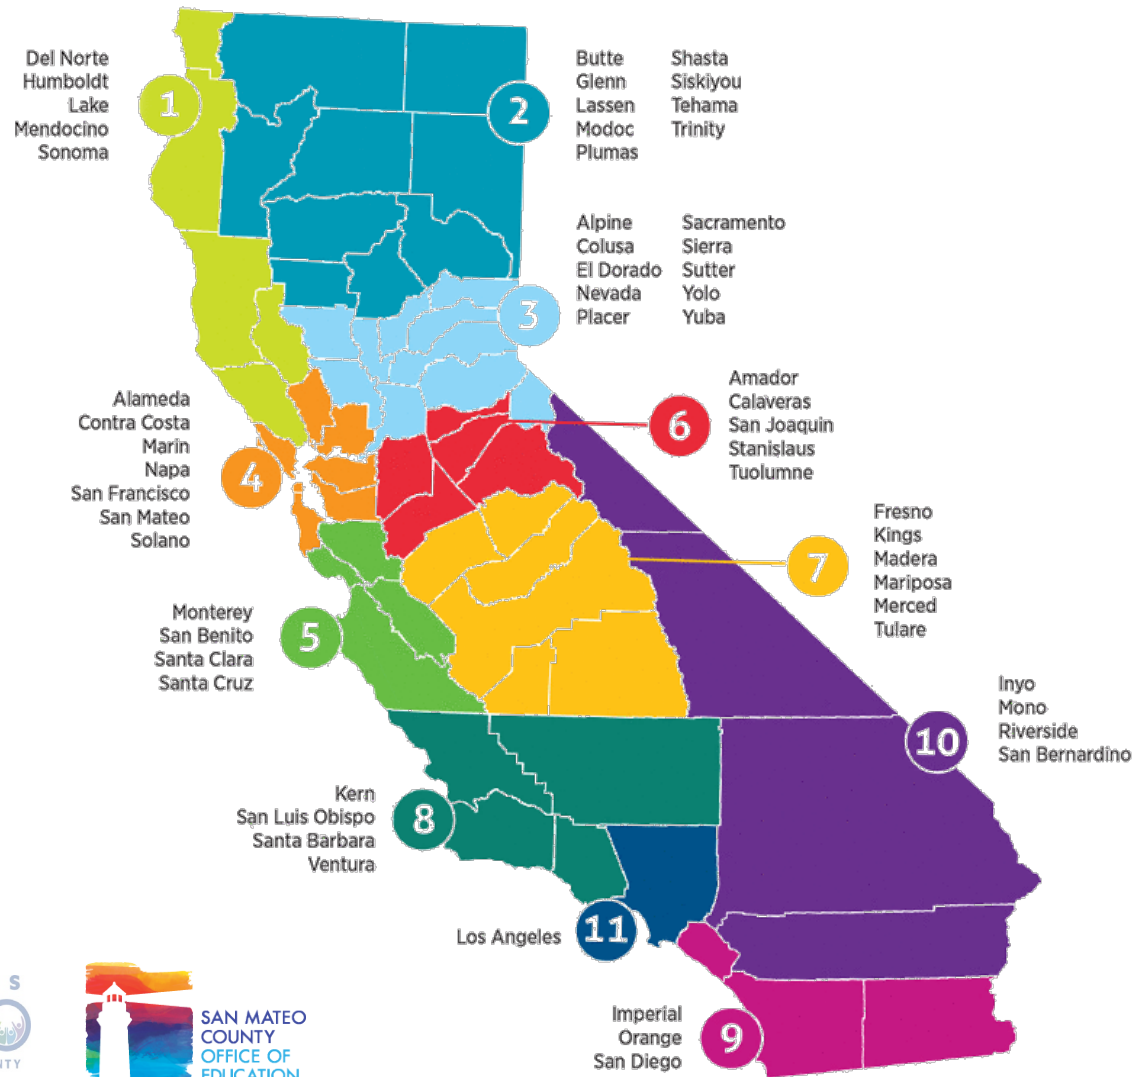 Del Norte
Humboldt
Lake
Mendocino
Sonoma
1
2
Butte Shasta
Glenn Siskiyou
Lassen Tehama
Modoc Trinity
Plumas
Alpine Sacramento
Colusa Sierra
El Dorado Sutter
Nevada Yolo
Placer Yuba
3
Alameda
Contra Costa
Marin
Napa
San Francisco
San Mateo
Solano
4
6
Amador
Calaveras
San Joaquin
Stanislaus
Tuolumne
7
Fresno
Kings
Madera
Mariposa
Merced
Tulare
Monterey
San Benito
Santa Clara
Santa Cruz
5
10
Inyo
Mono
Riverside
San Bernardino
Kern
San Luis Obispo
Santa Barbara
Ventura
8
Los Angeles
11
Imperial
Orange
San Diego
9
S
NTY
SAN MATEO
COUNTY
OFFICE OF
EDUCATION